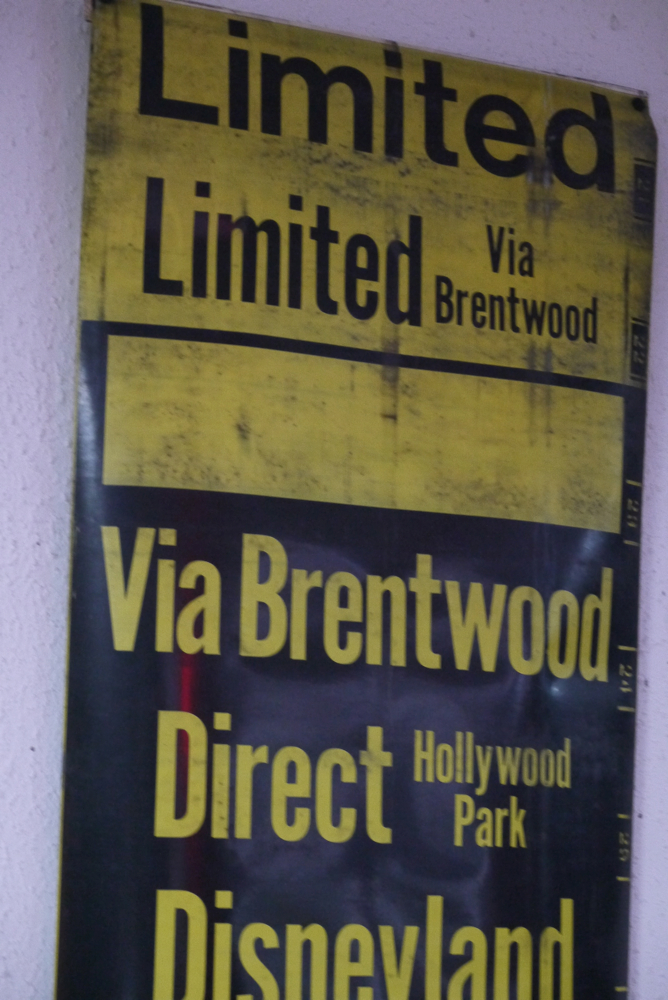 Limited
Limited Via
Brentwood
Via Brentwood
Direct Hollywood
Park
Disneyland